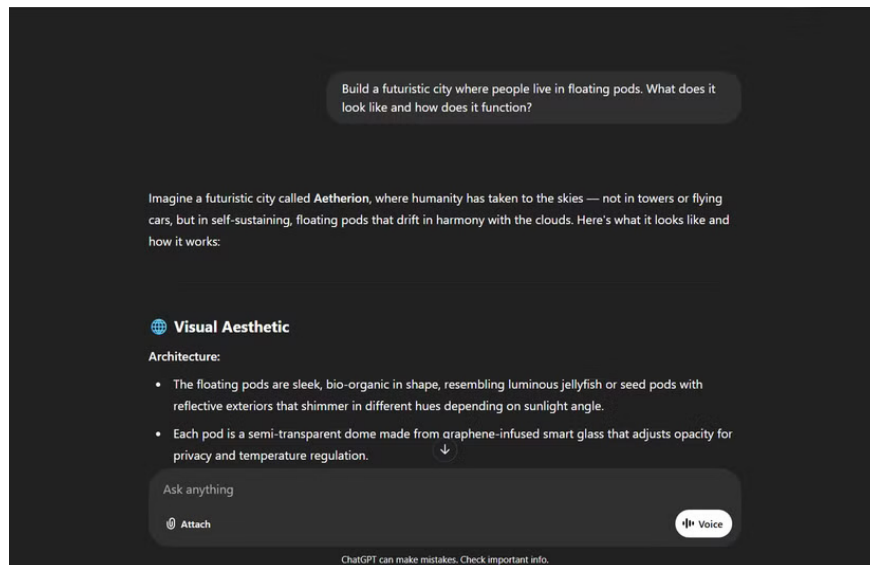 Build a futuristic city where people live in floating pods. What does it
look like and how does it function?
Imagine a futuristic city called Aetherion, where humanity has taken to the skies — not in towers or flying
cars, but in self-sustaining, floating pods that drift in harmony with the clouds. Here's what it looks like and
how it works:
Visual Aesthetic
Architecture:
• The floating pods are sleek, bio-organic in shape, resembling luminous jellyfish or seed pods with
reflective exteriors that shimmer in different hues depending on sunlight angle.
• Each pod is a semi-transparent dome made from graphene-infused smart glass that adjusts opacity for
privacy and temperature regulation.
Ask anything
Attach
Voice
ChatGPT can make mistakes. Check important info.